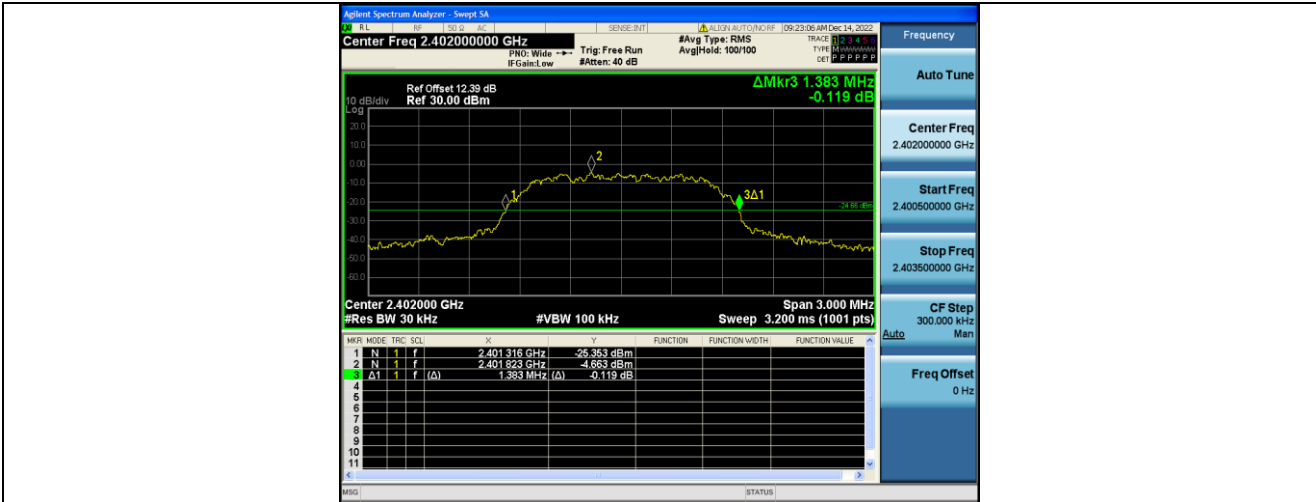 Agilent Spectrum Analyzer - Swept SA
RL RF 50 Ω AC SENSE:INT ALIGN AUTO/NO RF 09:23:06 AM Dec 14, 2022
Center Freq 2.402000000 GHz
PNO: Wide
IFGain:Low
Trig: Free Run
#Atten: 40 dB
#Avg Type: RMS
Avg|Hold: 100/100
TRACE 1 2 3 4 5 6
TYPE M WWWWW
DET P P P P P P
Ref Offset 12.39 dB
Ref 30.00 dBm
10 dB/div
Log
ΔMkr3 1.383 MHz
-0.119 dB
20.0
10.0
0.00
-10.0
-20.0
-30.0
-40.0
-50.0
-60.0
1
2
3Δ1
-24.66 dBm
Center 2.402000 GHz Span 3.000 MHz
#Res BW 30 kHz #VBW 100 kHz Sweep 3.200 ms (1001 pts)
MKR MODE TRC SCL X Y FUNCTION FUNCTION WIDTH FUNCTION VALUE
1 N 1 f 2.401 316 GHz -25.353 dBm
2 N 1 f 2.401 823 GHz -4.663 dBm
3 Δ1 1 f (Δ) 1.383 MHz (Δ) -0.119 dB
4
5
6
7
8
9
10
11
MSG STATUS
Frequency
Auto Tune
Center Freq
2.402000000 GHz
Start Freq
2.400500000 GHz
Stop Freq
2.403500000 GHz
CF Step
300.000 kHz
Auto Man
Freq Offset
0 Hz